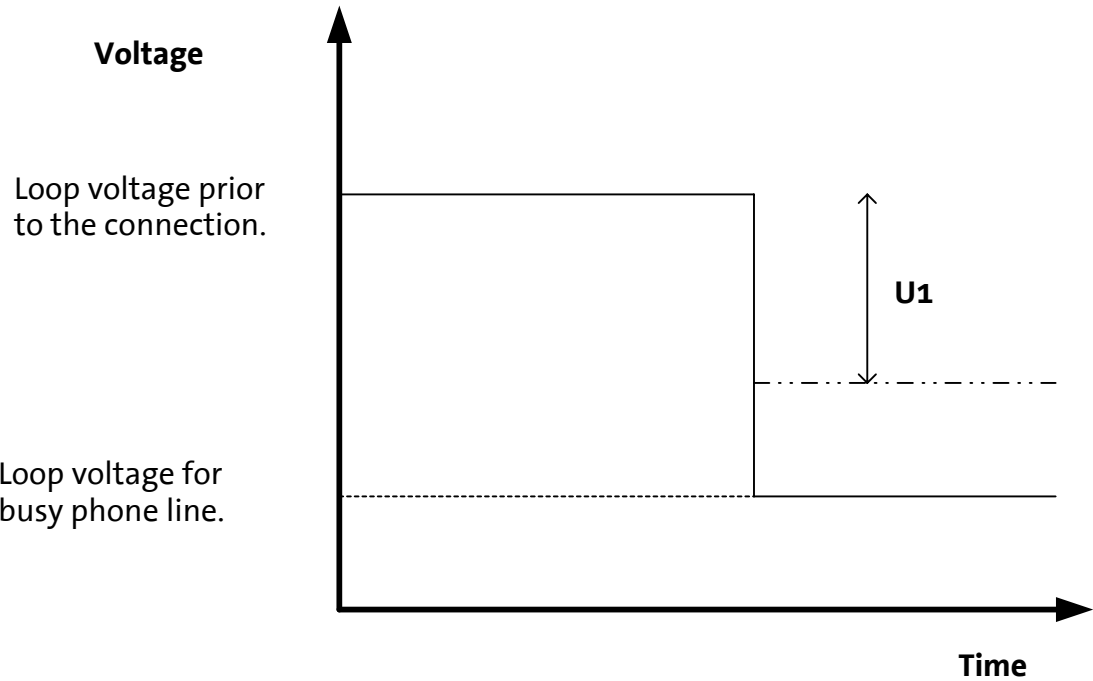 Voltage
Loop voltage prior
to the connection.
U1
Loop voltage for
busy phone line.
Time